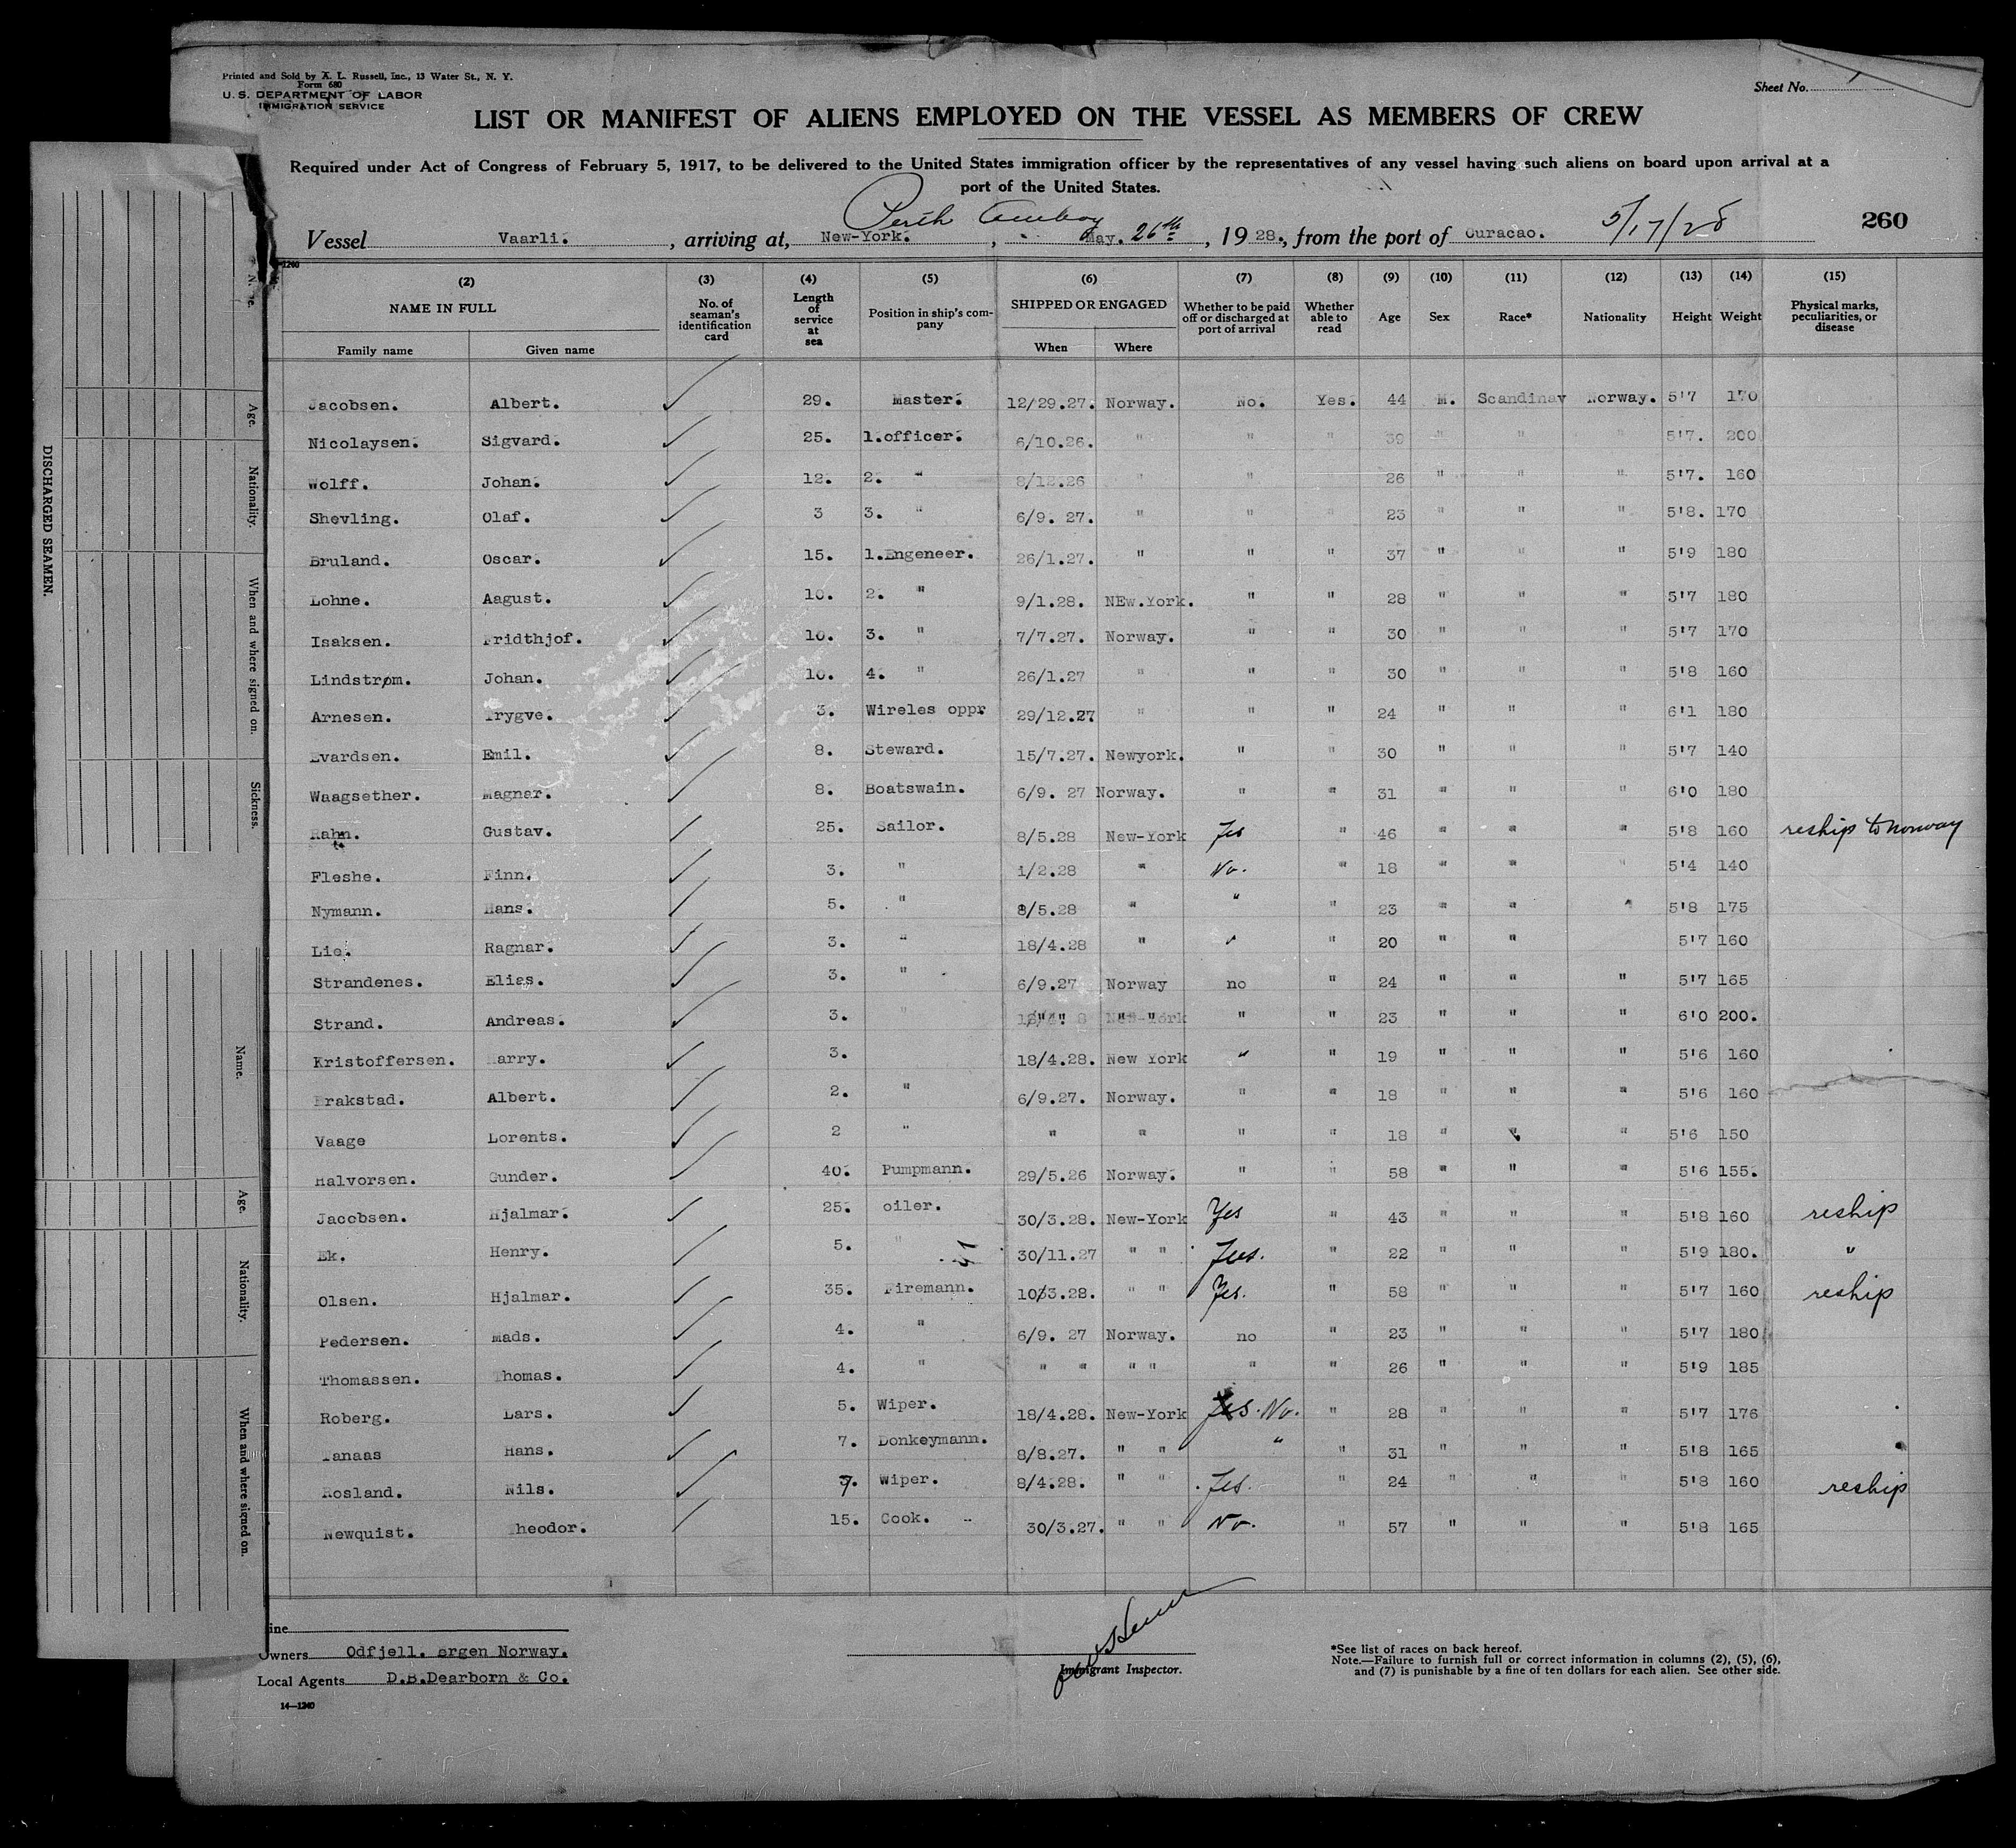 Printed and Sold by A. L. Russell, Inc., 13 Water St., N. Y.
Form 680
U. S. DEPARTMENT OF LABOR
IMMIGRATION SERVICE
Sheet No. 1
LIST OR MANIFEST OF ALIENS EMPLOYED ON THE VESSEL AS MEMBERS OF CREW
Required under Act of Congress of February 5, 1917, to be delivered to the United States immigration officer by the representatives of any vessel having such aliens on board upon arrival at a
port of the United States.
Perth Amboy
5/17/28
260
Vessel Vaarli. , arriving at, New-York. , May. 26th , 19 28., from the port of Curacao.
(2) (3) (4) (5) (6) (7) (8) (9) (10) (11) (12) (13) (14) (15)
NAME IN FULL
Family name Given name
No. of seaman's identification card
Length of service at sea
Position in ship's company
SHIPPED OR ENGAGED
When Where
Whether to be paid off or discharged at port of arrival
Whether able to read
Age Sex Race* Nationality Height Weight
Physical marks, peculiarities, or disease
Jacobsen. Albert. 29. Master. 12/29.27. Norway. No. Yes. 44 M. Scandinav Norway. 5'7 170
Nicolaysen. Sigvard. 25. 1.officer. 6/10.26. " " " 39 " " " 5'7. 200
Wolff. Johan. 12. 2. " 8/12.26 " " 26 " " " 5'7. 160
Shevling. Olaf. 3 3. " 6/9. 27. " " " 23 " " " 5'8. 170
Bruland. Oscar. 15. 1.Engeneer. 26/1.27. " " " 37 " " " 5'9 180
Lohne. Aagust. 10. 2. " 9/1.28. NEw.York. " " 28 " " " 5'7 180
Isaksen. Fridthjof. 10. 3. " 7/7.27. Norway. " " 30 " " " 5'7 170
Lindstrøm. Johan. 10. 4. " 26/1.27 " " " 30 " " " 5'8 160
Arnesen. Trygve. 3. Wireles oppr 29/12.27 " " " 24 " " " 6'1 180
Evardsen. Emil. 8. Steward. 15/7.27. Newyork. " " 30 " " " 5'7 140
Waagsether. Magnar. 8. Boatswain. 6/9. 27 Norway. " " 31 " " " 6'0 180
Rahn. Gustav. 25. Sailor. 8/5.28 New-York Yes " 46 " " " 5'8 160 reship to Norway
Fleshe. Finn. 3. " 1/2.28 " No. " 18 " " " 5'4 140
Nymann. Hans. 5. " 8/5.28 " " " 23 " " " 5'8 175
Lie. Ragnar. 3. " 18/4.28 " " " 20 " " 5'7 160
Strandenes. Elias. 3. " 6/9.27 Norway no " 24 " " " 5'7 165
Strand. Andreas. 3. " " " " " " " 23 " " " 6'0 200.
Kristoffersen. Harry. 3. 18/4.28. New York " " 19 " " " 5'6 160
Brakstad. Albert. 2. " 6/9.27. Norway. " " 18 " " " 5'6 160
Vaage Lorents. 2 " " " " " 18 " " " 5'6 150
Halvorsen. Gunder. 40. Pumpmann. 29/5.26 Norway. " " 58 " " " 5'6 155.
Jacobsen. Hjalmar. 25. oiler. 30/3.28. New-York Yes " 43 " " " 5'8 160 reship
Ek. Henry. 5. " 30/11.27 " " Yes. " 22 " " " 5'9 180. "
Olsen. Hjalmar. 35. Firemann. 10/3.28. " " Yes. " 58 " " " 5'7 160 reship
Pedersen. Mads. 4. " 6/9. 27 Norway. no " 23 " " " 5'7 180
Thomassen. Thomas. 4. " " " " " " " 26 " " " 5'9 185
Roberg. Lars. 5. Wiper. 18/4.28. New-York Yes. No. " 28 " " " 5'7 176
Tanaas Hans. 7. Donkeymann. 8/8.27. " " " " 31 " " " 5'8 165
Rosland. Nils. 7. Wiper. 8/4.28. " " Yes. " 24 " " " 5'8 160 reship
Newquist. Theodor. 15. Cook. 30/3.27. " " No. " 57 " " " 5'8 165
ine
Owners Odfjell. ørgen Norway.
Local Agents D.B.Dearborn & Co.
14—1240
Immigrant Inspector.
*See list of races on back hereof.
Note.—Failure to furnish full or correct information in columns (2), (5), (6),
and (7) is punishable by a fine of ten dollars for each alien. See other side.
DISCHARGED SEAMEN.
Age.
Nationality.
When and where signed on.
Sickness.
Name.
Age.
Nationality.
When and where signed on.